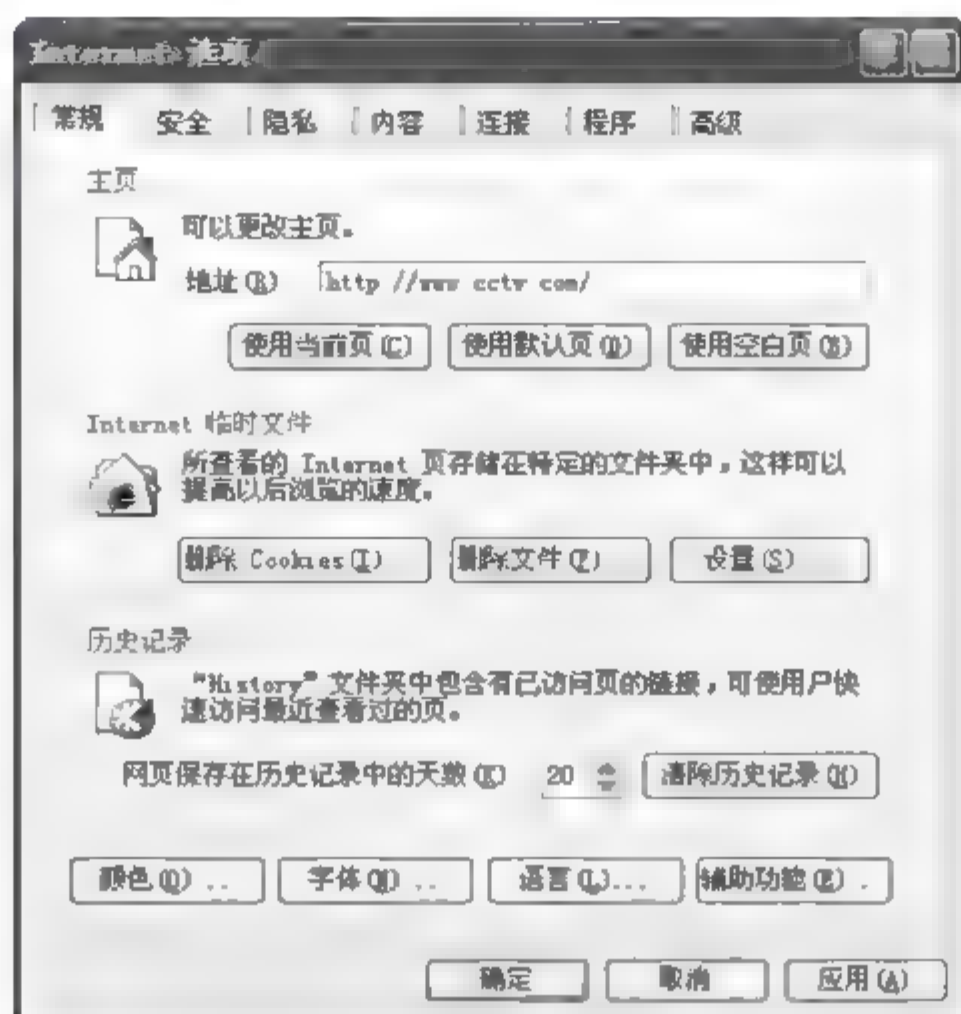 Internet 选项
常规 安全 隐私 内容 连接 程序 高级
主页
可以更改主页。
地址(R) http //www cctv com/
使用当前页(C) 使用默认页(D) 使用空白页(B)
Internet 临时文件
所查看的 Internet 页存储在特定的文件夹中，这样可以
提高以后浏览的速度。
删除 Cookies(I) 删除文件(F) 设置(S)
历史记录
“History”文件夹中包含有已访问页的链接，可使用户快
速访问最近查看过的页。
网页保存在历史记录中的天数(K) 20 清除历史记录(H)
颜色(O) .. 字体(N) .. 语言(L)... 辅助功能(E) .
确定 取消 应用(A)